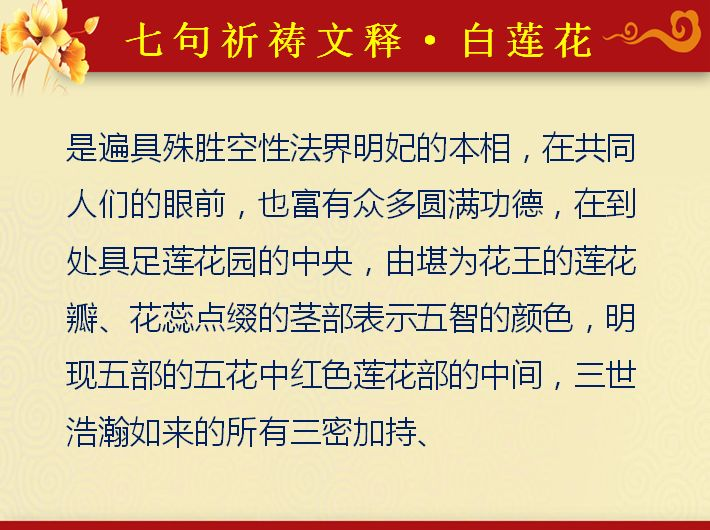 七句祈祷文释·白莲花
是遍具殊胜空性法界明妃的本相，在共同
人们的眼前，也富有众多圆满功德，在到
处具足莲花园的中央，由堪为花王的莲花
瓣、花蕊点缀的茎部表示五智的颜色，明
现五部的五花中红色莲花部的中间，三世
浩瀚如来的所有三密加持、